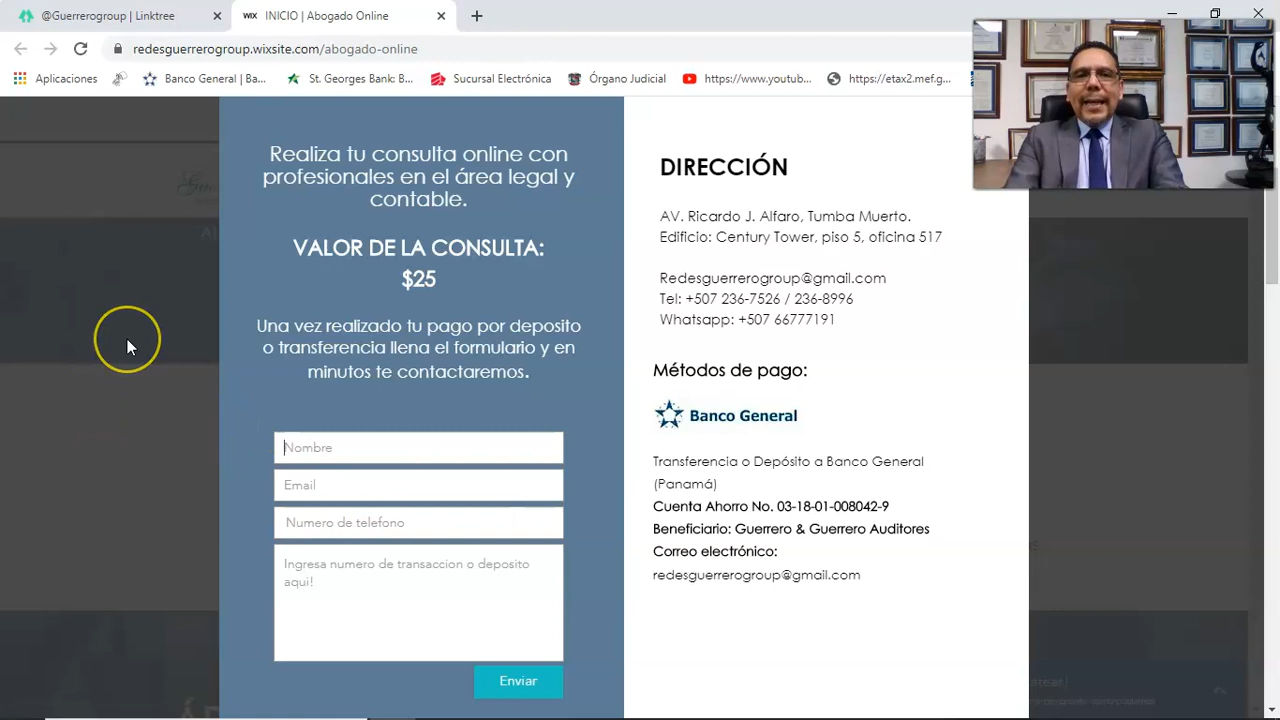 @Guerrerogroup | Linktree
WIX INICIO | Abogado Online
redesguerrerogroup.wixsite.com/abogado-online
Aplicaciones
Banco General | Ba...
St. Georges Bank: B...
Sucursal Electrónica
Órgano Judicial
https://www.youtub...
https://etax2.mef.g...
Realiza tu consulta online con
profesionales en el área legal y
contable.
VALOR DE LA CONSULTA:
$25
Una vez realizado tu pago por deposito
o transferencia llena el formulario y en
minutos te contactaremos.
Nombre
Email
Numero de telefono
Ingresa numero de transaccion o deposito
aqui!
Enviar
DIRECCIÓN
AV. Ricardo J. Alfaro, Tumba Muerto.
Edificio: Century Tower, piso 5, oficina 517
Redesguerrerogroup@gmail.com
Tel: +507 236-7526 / 236-8996
Whatsapp: +507 66777191
Métodos de pago:
Banco General
Transferencia o Depósito a Banco General
(Panamá)
Cuenta Ahorro No. 03-18-01-008042-9
Beneficiario: Guerrero & Guerrero Auditores
Correo electrónico:
redesguerrerogroup@gmail.com